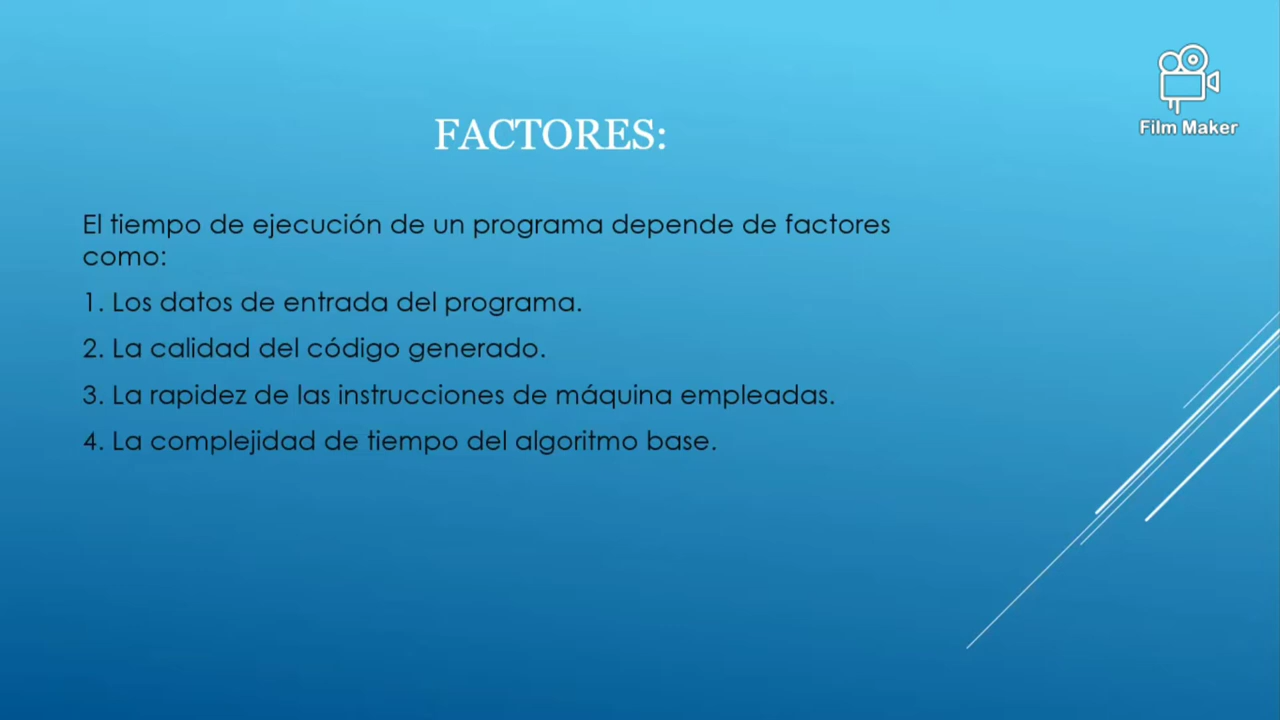 Film Maker
FACTORES:
El tiempo de ejecución de un programa depende de factores
como:
1. Los datos de entrada del programa.
2. La calidad del código generado.
3. La rapidez de las instrucciones de máquina empleadas.
4. La complejidad de tiempo del algoritmo base.